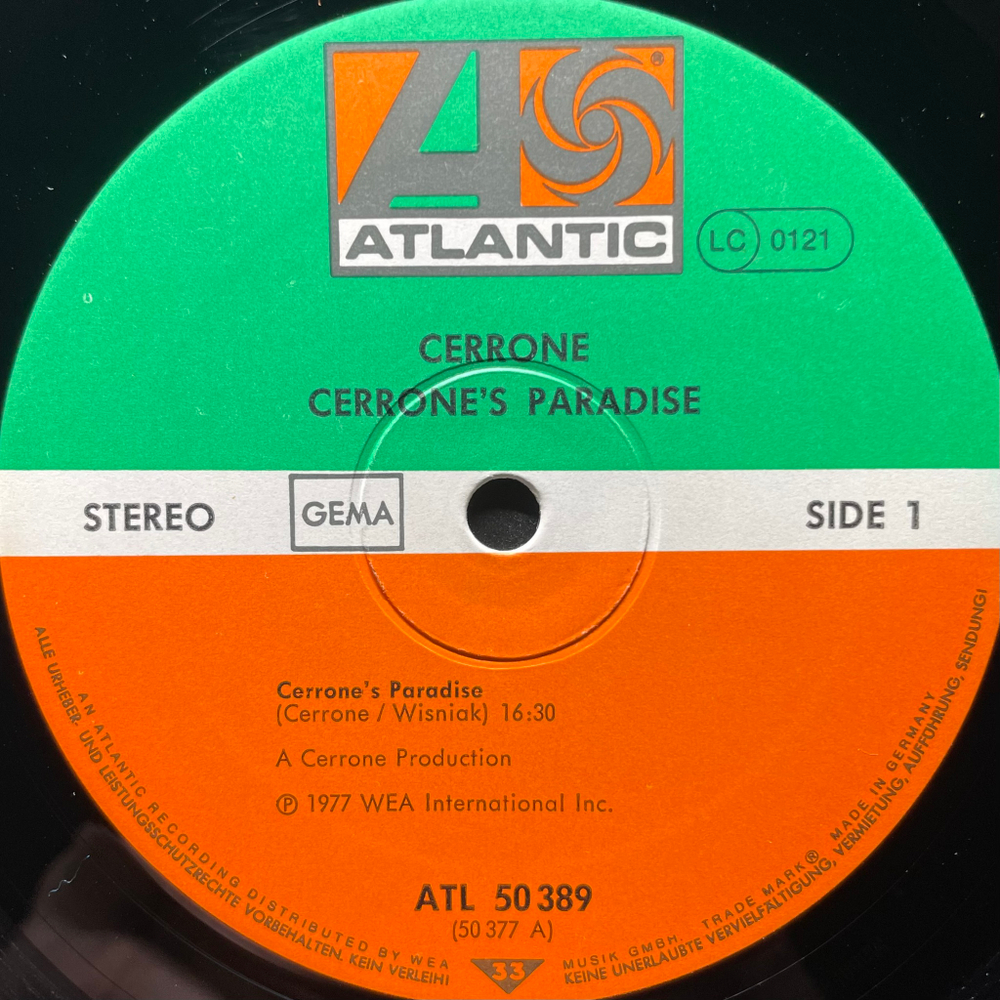 ATLANTIC ®
LC 0121
CERRONE
CERRONE'S PARADISE
STEREO
GEMA
SIDE 1
Cerrone's Paradise
(Cerrone / Wisniak) 16:30
A Cerrone Production
℗ 1977 WEA International Inc.
ATL 50 389
(50 377 A)
33
AN ATLANTIC RECORDING DISTRIBUTED BY WEA MUSIK GMBH. TRADE MARK® MADE IN GERMANY
ALLE URHEBER- UND LEISTUNGSSCHUTZRECHTE VORBEHALTEN. KEIN VERLEIH! KEINE UNERLAUBTE VERVIELFÄLTIGUNG, VERMIETUNG, AUFFÜHRUNG, SENDUNG!